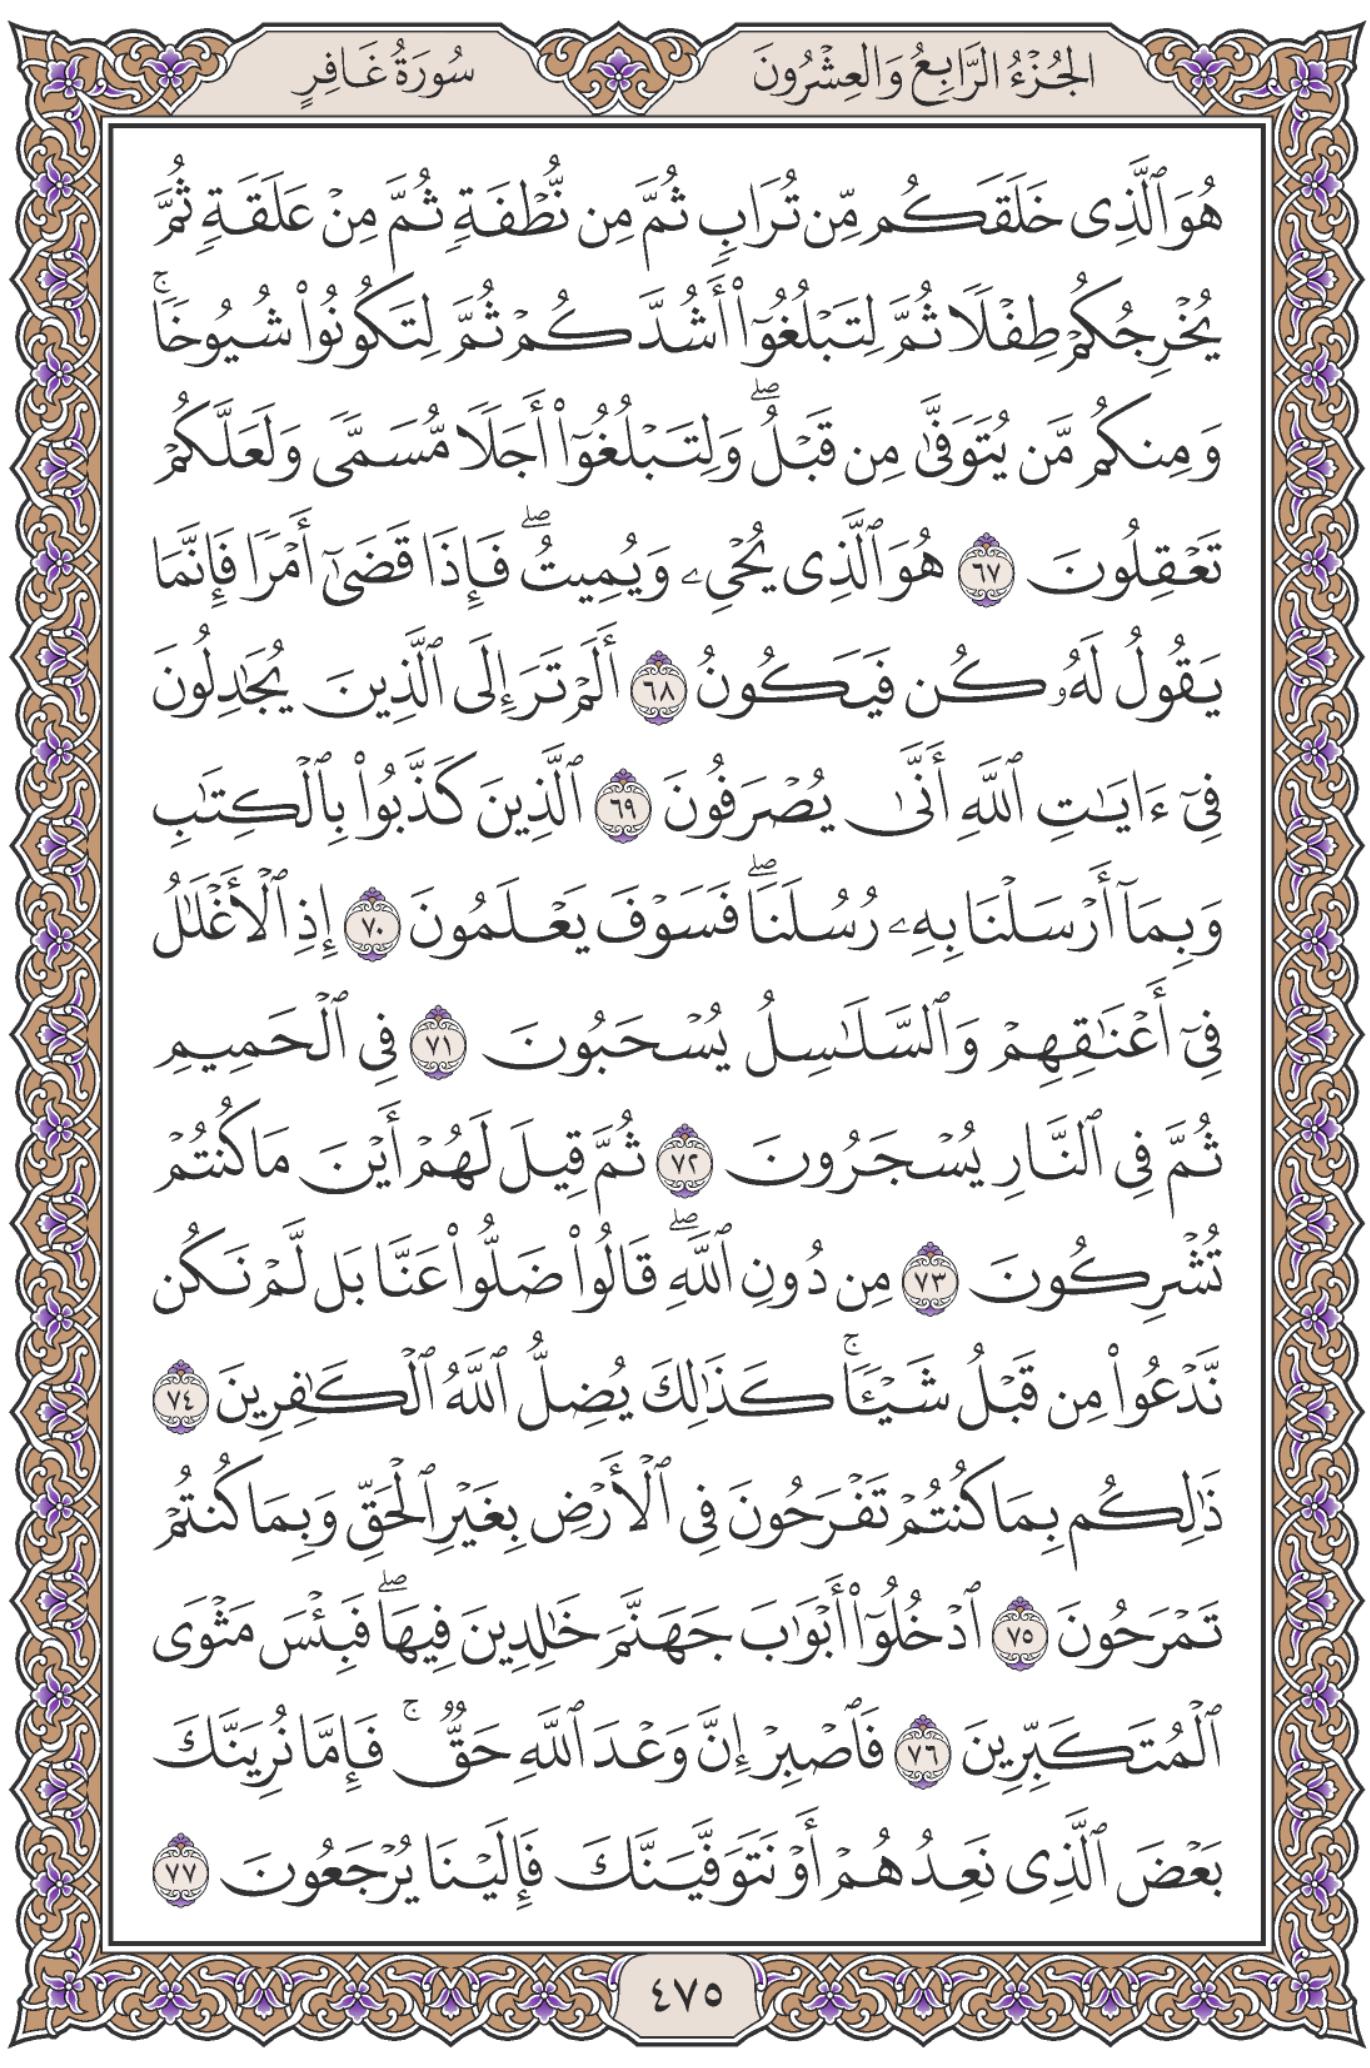 الجُزْءُ الرَّابِعُ وَالعِشْرُونَ
سُورَةُ غَافِرٍ
هُوَ ٱلَّذِى خَلَقَكُم مِّن تُرَابٍ ثُمَّ مِن نُّطْفَةٍ ثُمَّ مِنْ عَلَقَةٍ ثُمَّ
يُخْرِجُكُمْ طِفْلًا ثُمَّ لِتَبْلُغُوٓا۟ أَشُدَّكُمْ ثُمَّ لِتَكُونُوا۟ شُيُوخًا ۚ
وَمِنكُم مَّن يُتَوَفَّىٰ مِن قَبْلُ ۖ وَلِتَبْلُغُوٓا۟ أَجَلًا مُّسَمًّى وَلَعَلَّكُمْ
تَعْقِلُونَ ٦٧ هُوَ ٱلَّذِى يُحْىِۦ وَيُمِيتُ ۖ فَإِذَا قَضَىٰٓ أَمْرًا فَإِنَّمَا
يَقُولُ لَهُۥ كُن فَيَكُونُ ٦٨ أَلَمْ تَرَ إِلَى ٱلَّذِينَ يُجَٰدِلُونَ
فِىٓ ءَايَٰتِ ٱللَّهِ أَنَّىٰ يُصْرَفُونَ ٦٩ ٱلَّذِينَ كَذَّبُوا۟ بِٱلْكِتَٰبِ
وَبِمَآ أَرْسَلْنَا بِهِۦ رُسُلَنَا ۖ فَسَوْفَ يَعْلَمُونَ ٧٠ إِذِ ٱلْأَغْلَٰلُ
فِىٓ أَعْنَٰقِهِمْ وَٱلسَّلَٰسِلُ يُسْحَبُونَ ٧١ فِى ٱلْحَمِيمِ
ثُمَّ فِى ٱلنَّارِ يُسْجَرُونَ ٧٢ ثُمَّ قِيلَ لَهُمْ أَيْنَ مَا كُنتُمْ
تُشْرِكُونَ ٧٣ مِن دُونِ ٱللَّهِ ۖ قَالُوا۟ ضَلُّوا۟ عَنَّا بَل لَّمْ نَكُن
نَّدْعُوا۟ مِن قَبْلُ شَيْـًٔا ۚ كَذَٰلِكَ يُضِلُّ ٱللَّهُ ٱلْكَٰفِرِينَ ٧٤
ذَٰلِكُم بِمَا كُنتُمْ تَفْرَحُونَ فِى ٱلْأَرْضِ بِغَيْرِ ٱلْحَقِّ وَبِمَا كُنتُمْ
تَمْرَحُونَ ٧٥ ٱدْخُلُوٓا۟ أَبْوَٰبَ جَهَنَّمَ خَٰلِدِينَ فِيهَا ۖ فَبِئْسَ مَثْوَى
ٱلْمُتَكَبِّرِينَ ٧٦ فَٱصْبِرْ إِنَّ وَعْدَ ٱللَّهِ حَقٌّ ۚ فَإِمَّا نُرِيَنَّكَ
بَعْضَ ٱلَّذِى نَعِدُهُمْ أَوْ نَتَوَفَّيَنَّكَ فَإِلَيْنَا يُرْجَعُونَ ٧٧
٤٧٥